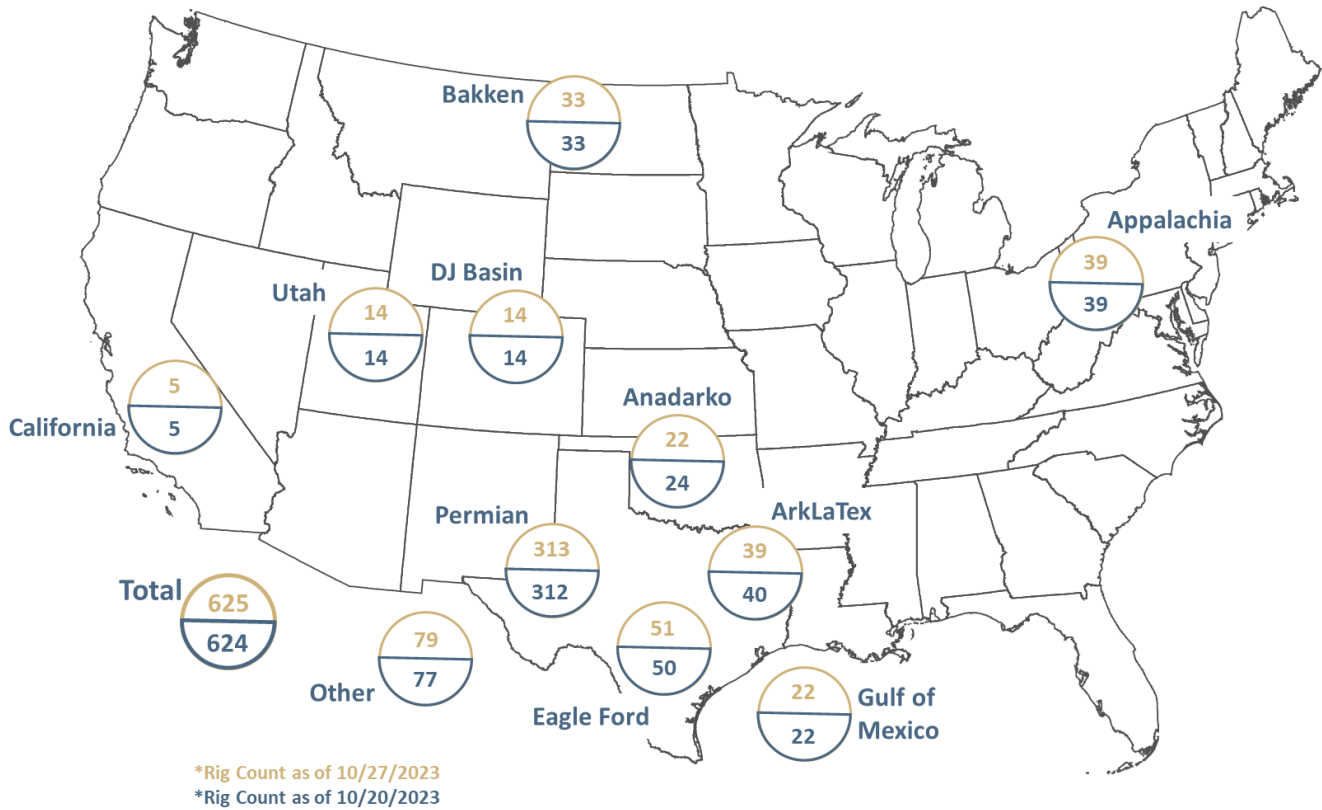 Bakken
33
33
Appalachia
39
39
DJ Basin
14
14
Utah
14
14
California
5
5
Anadarko
22
24
Permian
313
312
ArkLaTex
39
40
Total
625
624
Other
79
77
Eagle Ford
51
50
Gulf of
Mexico
22
22
*Rig Count as of 10/27/2023
*Rig Count as of 10/20/2023